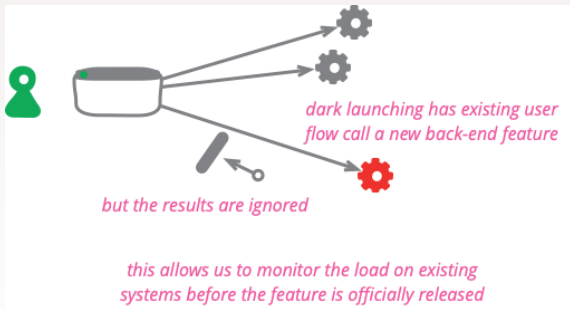 dark launching has existing user
flow call a new back-end feature
but the results are ignored
this allows us to monitor the load on existing
systems before the feature is officially released